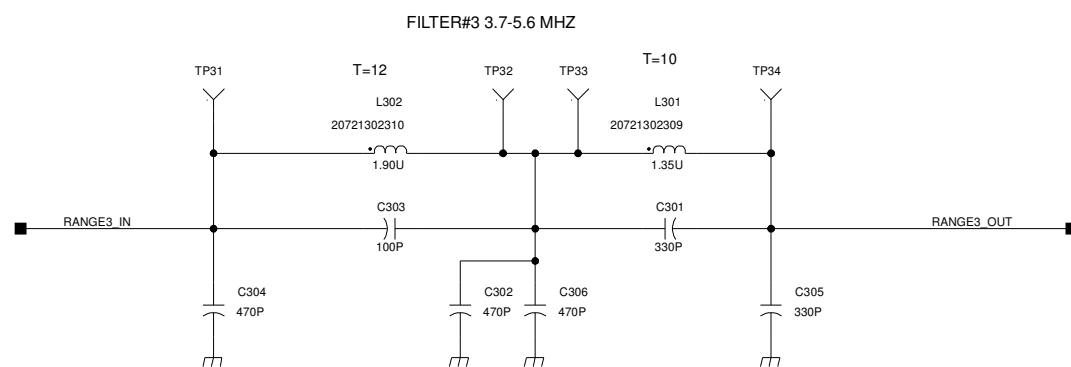 FILTER#3 3.7-5.6 MHZ
TP31
T=12
TP32
TP33
T=10
TP34
L302
20721302310
1.90U
L301
20721302309
1.35U
RANGE3_IN
C303
100P
C301
330P
RANGE3_OUT
C304
470P
C302
470P
C306
470P
C305
330P